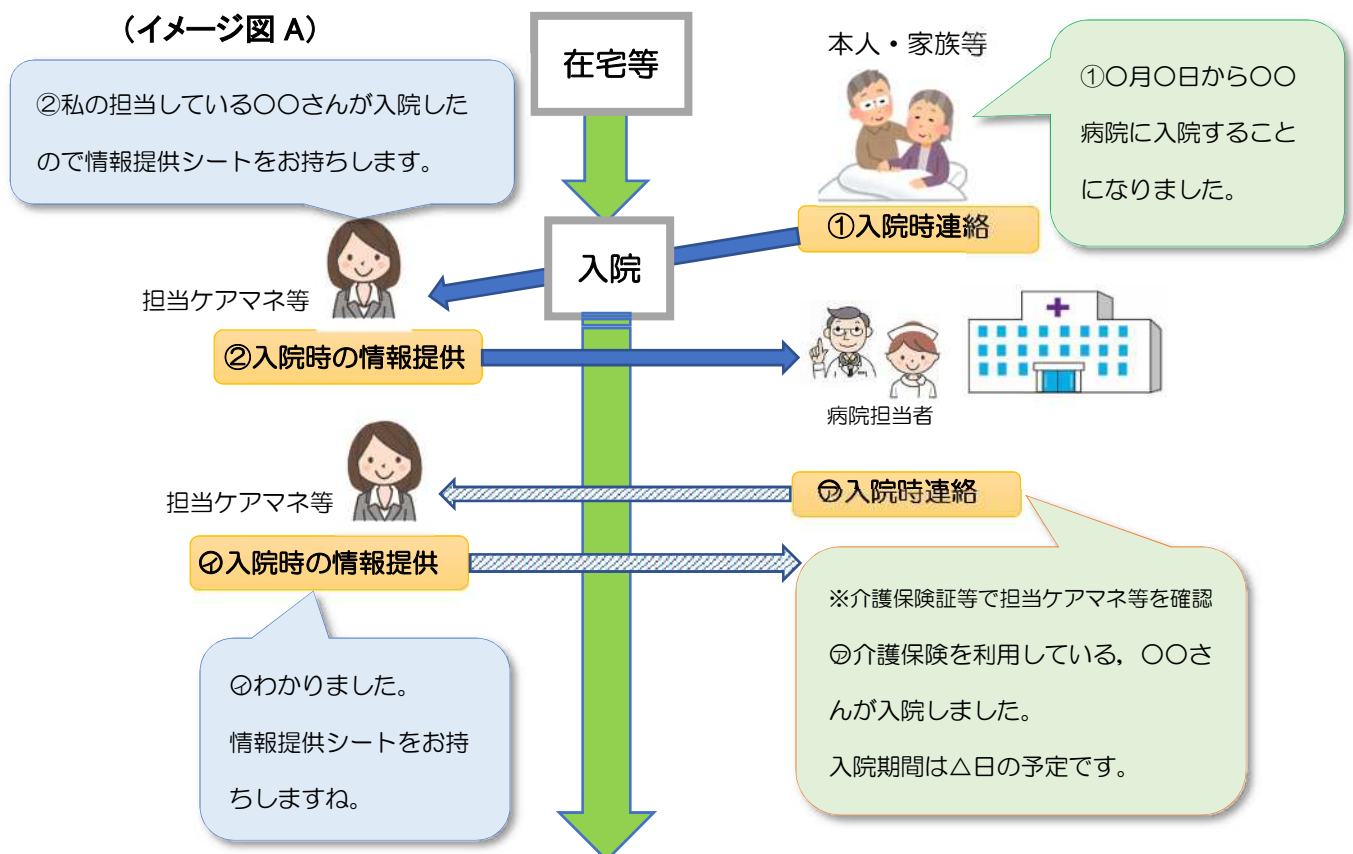 （イメージ図 A）
在宅等
本人・家族等
①〇月〇日から〇〇
病院に入院すること
になりました。
②私の担当している〇〇さんが入院した
ので情報提供シートをお持ちします。
①入院時連絡
入院
担当ケアマネ等
②入院時の情報提供
病院担当者
担当ケアマネ等
㋐入院時連絡
㋑入院時の情報提供
※介護保険証等で担当ケアマネ等を確認
㋐介護保険を利用している，〇〇さ
んが入院しました。
入院期間は△日の予定です。
㋑わかりました。
情報提供シートをお持
ちしますね。